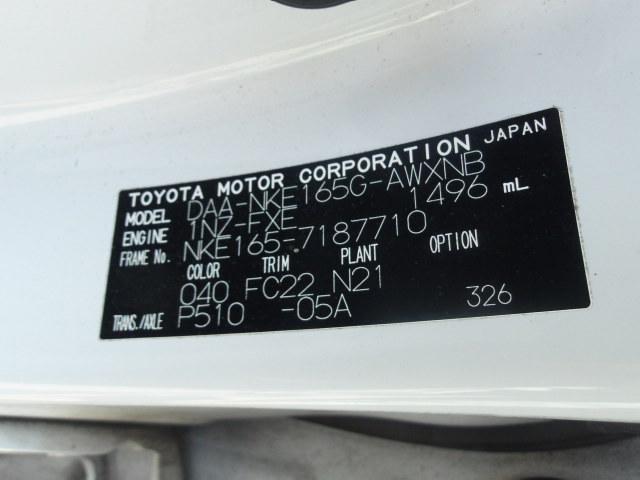 TOYOTA MOTOR CORPORATION JAPAN
MODEL DAA-NKE165G-AWXNB
ENGINE 1NZ-FXE 1496 mL
FRAME No. NKE165-7187710
COLOR TRIM PLANT OPTION
040 FC22 N21
TRANS./AXLE P510 -05A 326